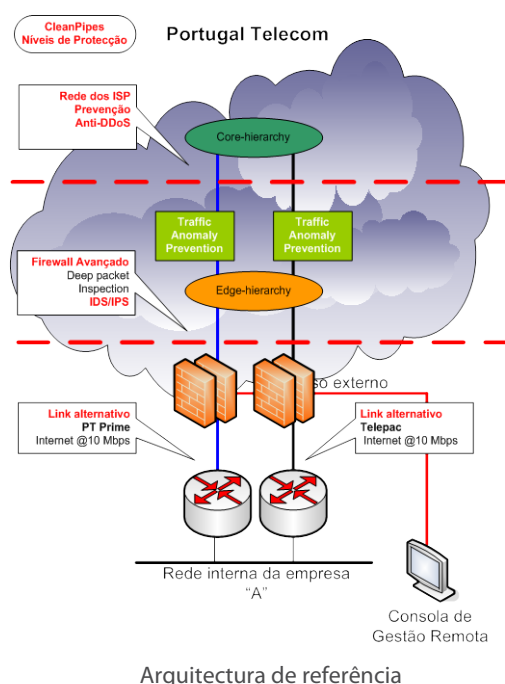 CleanPipes
Níveis de Protecção
Portugal Telecom
Rede dos ISP
Prevenção
Anti-DDoS
Core-hierarchy
Traffic
Anomaly
Prevention
Traffic
Anomaly
Prevention
Firewall Avançado
Deep packet
Inspection
IDS/IPS
Edge-hierarchy
so externo
Link alternativo
PT Prime
Internet @10 Mbps
Link alternativo
Telepac
Internet @10 Mbps
Rede interna da empresa
“A”
Consola de
Gestão Remota
Arquitectura de referência